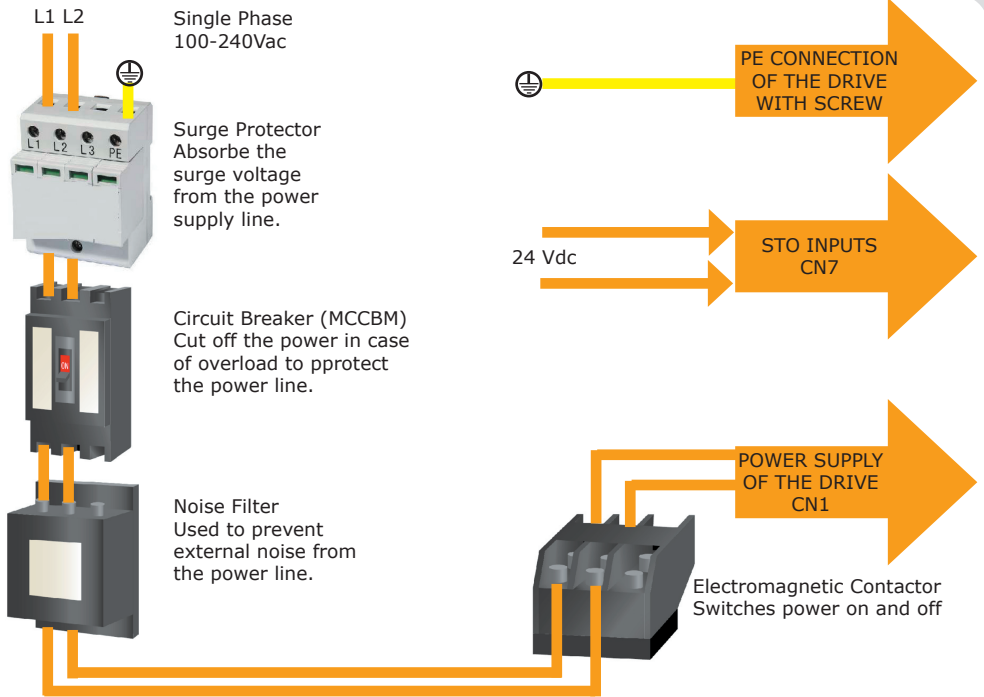 L1 L2
Single Phase
100-240Vac
L1 L2 L3 PE
Surge Protector
Absorbe the
surge voltage
from the power
supply line.
Circuit Breaker (MCCBM)
Cut off the power in case
of overload to pprotect
the power line.
ON
Noise Filter
Used to prevent
external noise from
the power line.
PE CONNECTION
OF THE DRIVE
WITH SCREW
24 Vdc
STO INPUTS
CN7
POWER SUPPLY
OF THE DRIVE
CN1
Electromagnetic Contactor
Switches power on and off